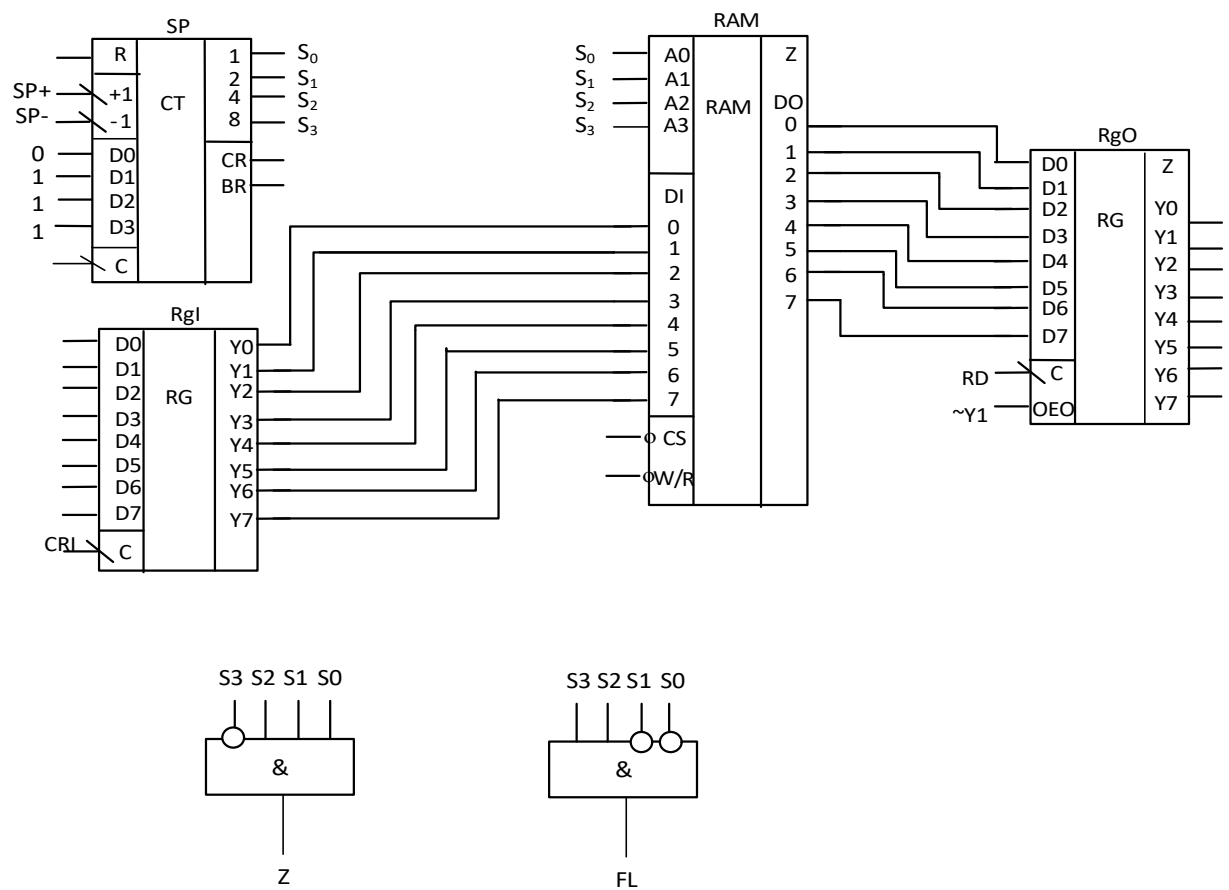 SP
R
SP+
+1
SP-
-1
CT
1
2
4
8
S0
S1
S2
S3
0
D0
1
D1
1
D2
1
D3
C
CR
BR
RAM
S0
S1
S2
S3
A0
A1
A2
A3
RAM
Z
DI
0
1
2
3
4
5
6
7
DO
0
1
2
3
4
5
6
7
CS
W/R
RgO
D0
D1
D2
D3
D4
D5
D6
D7
RG
Z
Y0
Y1
Y2
Y3
Y4
Y5
Y6
Y7
RD
C
~Y1
OEO
RgI
D0
D1
D2
D3
D4
D5
D6
D7
RG
Y0
Y1
Y2
Y3
Y4
Y5
Y6
Y7
CRI
C
S3 S2 S1 S0
&
Z
S3 S2 S1 S0
&
FL